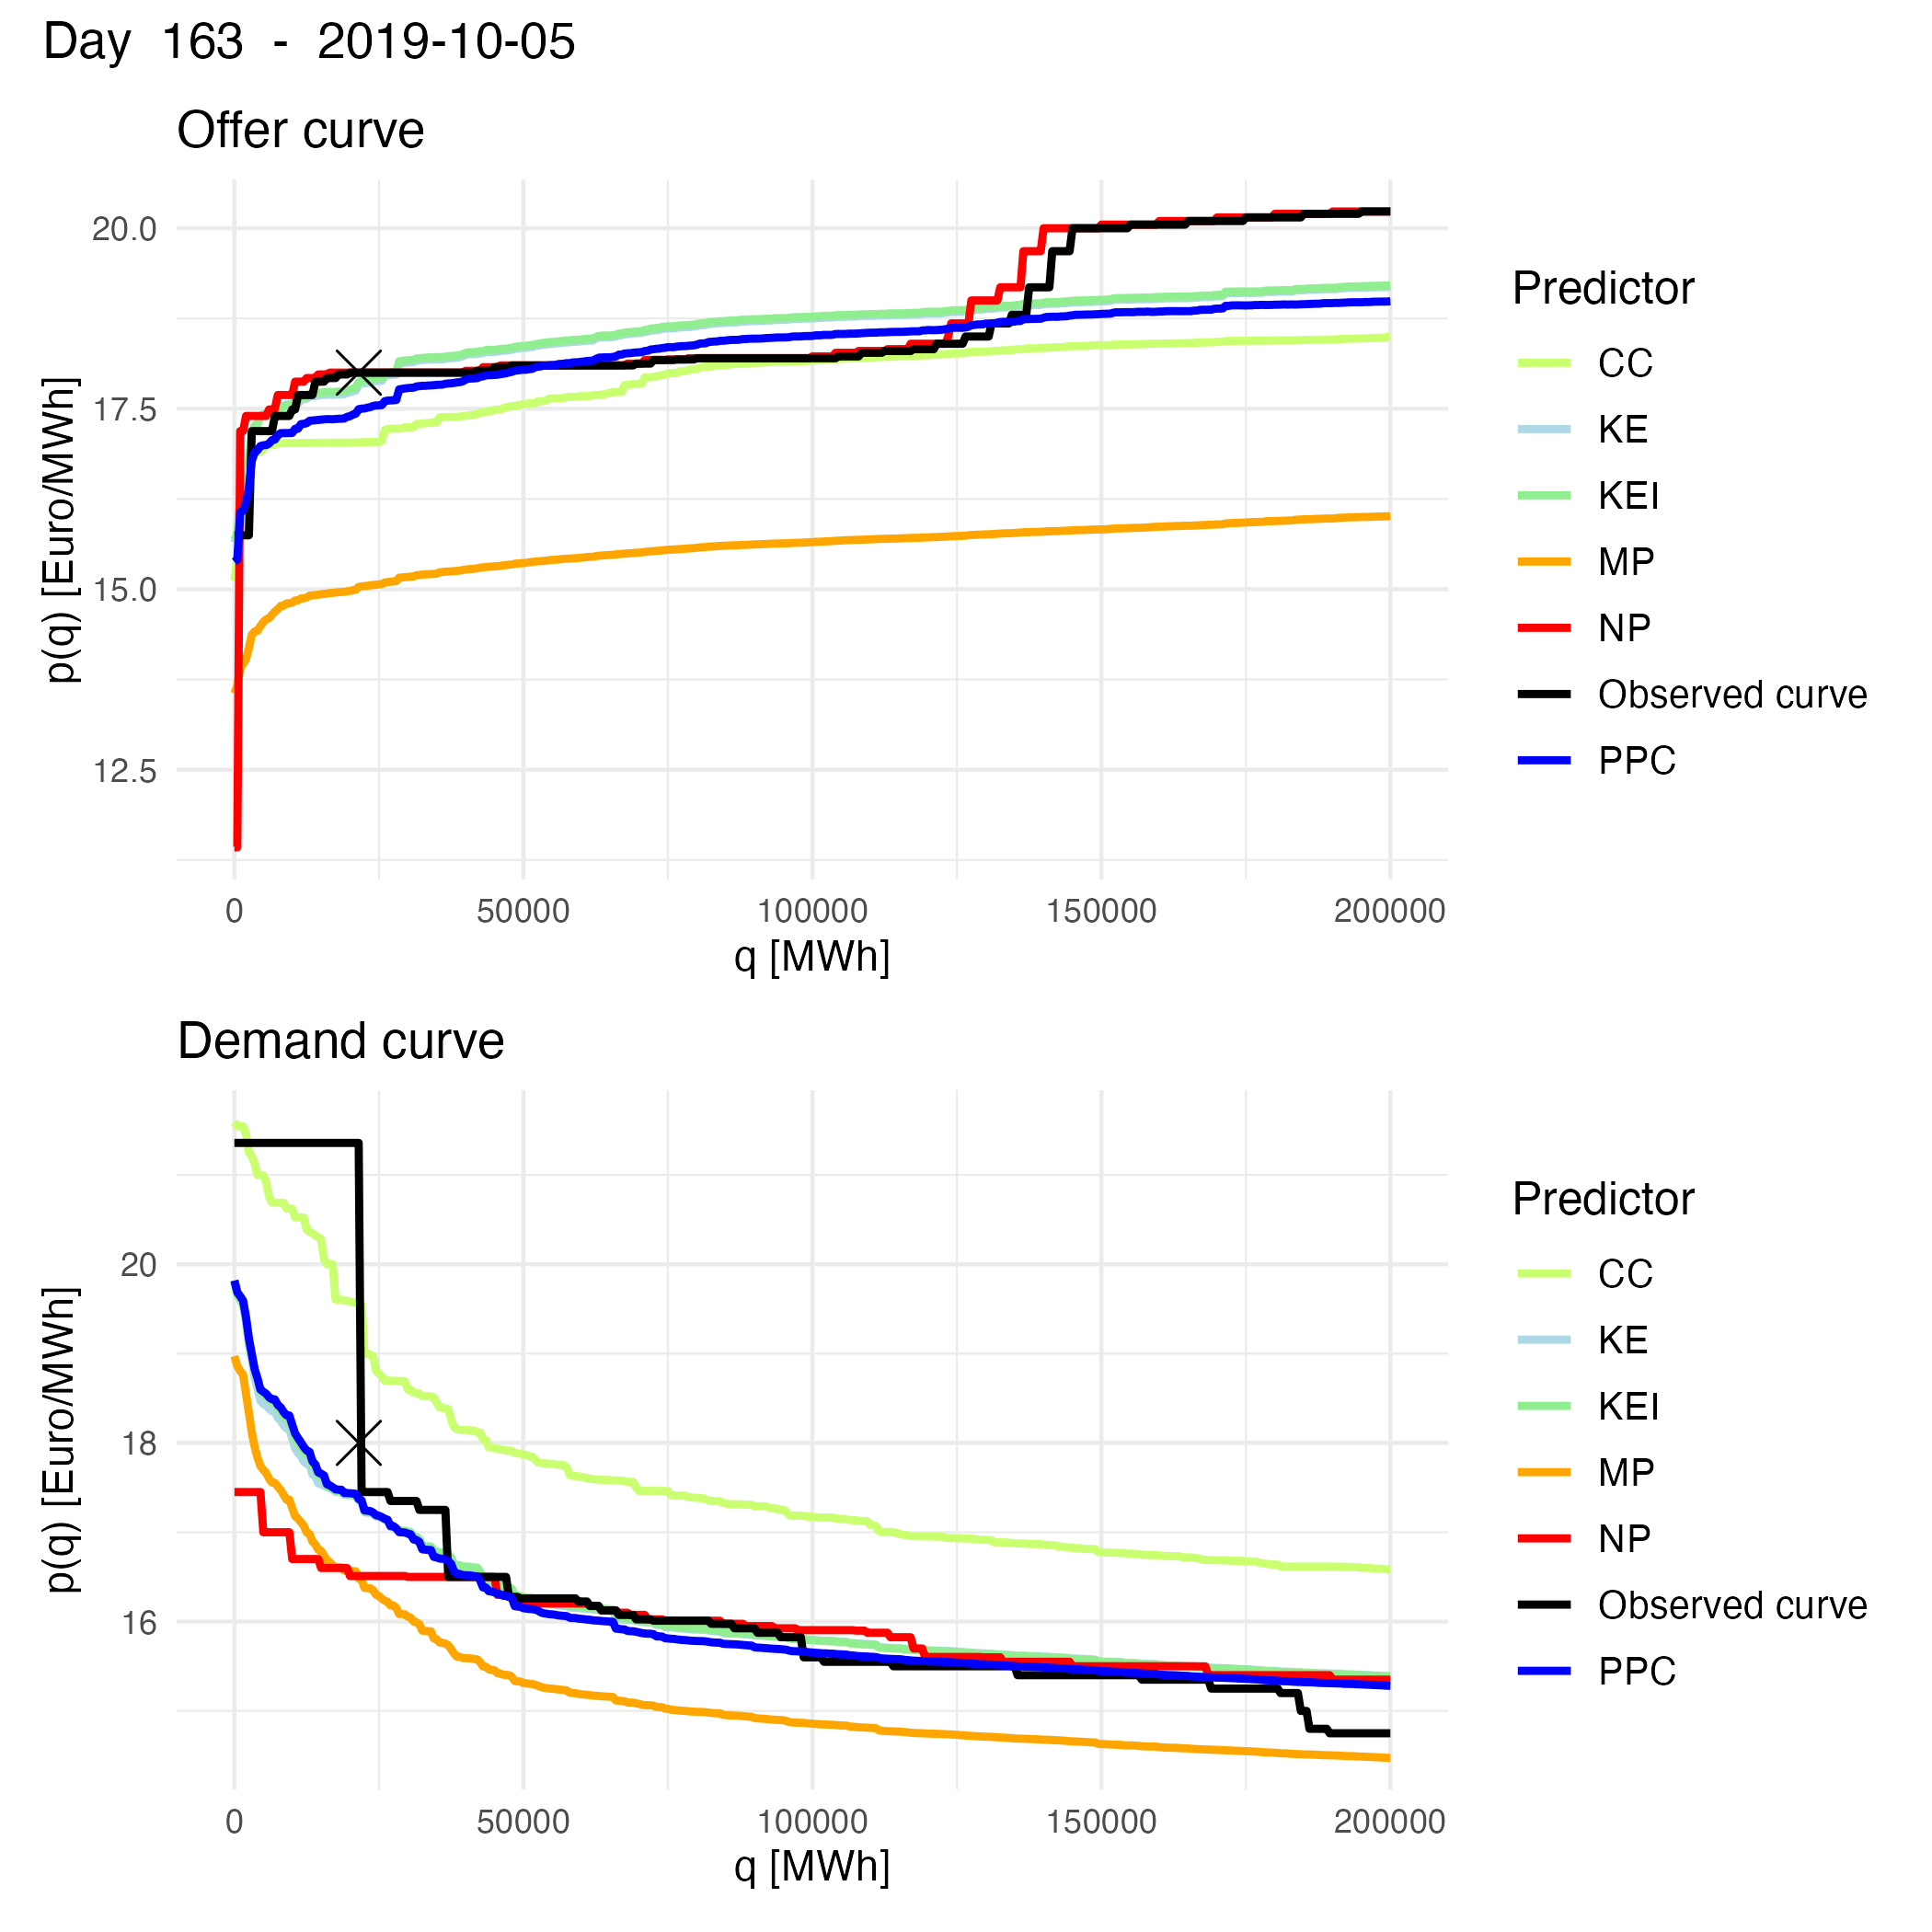 Day 163 - 2019-10-05
Offer curve
20.0
17.5
15.0
12.5
p(q) [Euro/MWh]
0 50000 100000 150000 200000
q [MWh]
Predictor
CC
KE
KEI
MP
NP
Observed curve
PPC
Demand curve
20
18
16
p(q) [Euro/MWh]
0 50000 100000 150000 200000
q [MWh]
Predictor
CC
KE
KEI
MP
NP
Observed curve
PPC